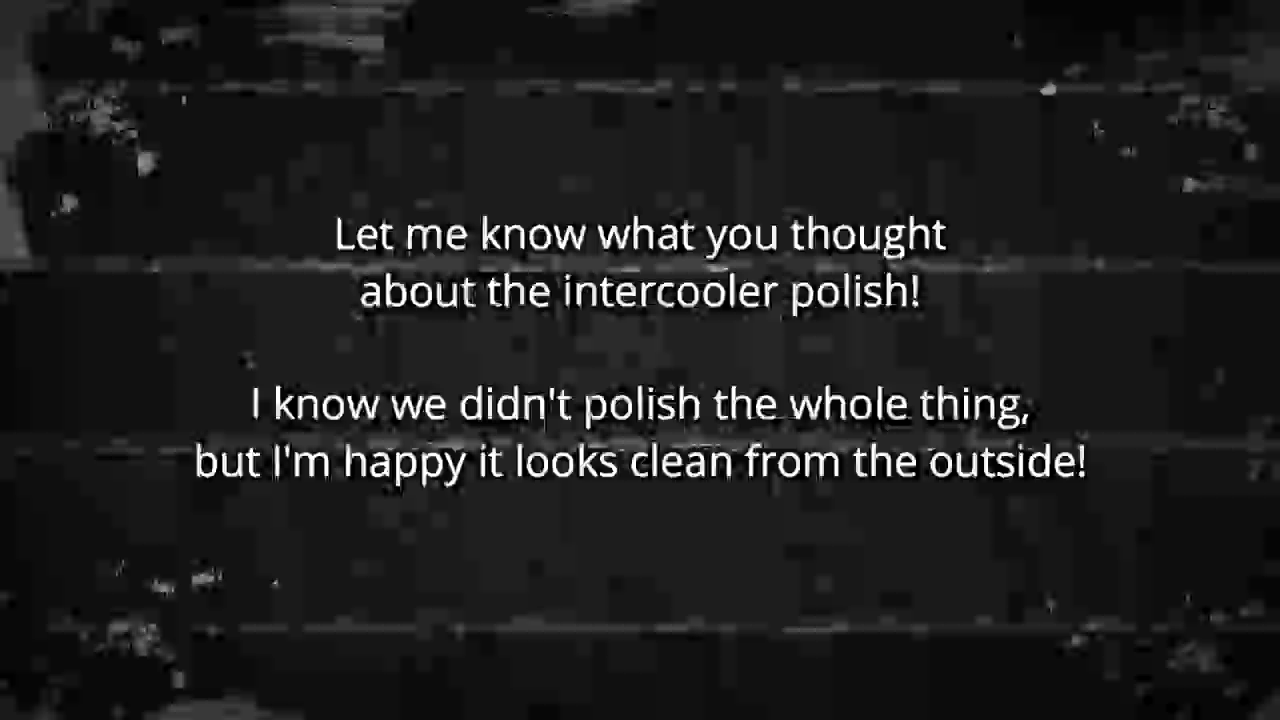 Let me know what you thought
about the intercooler polish!
I know we didn't polish the whole thing,
but I'm happy it looks clean from the outside!